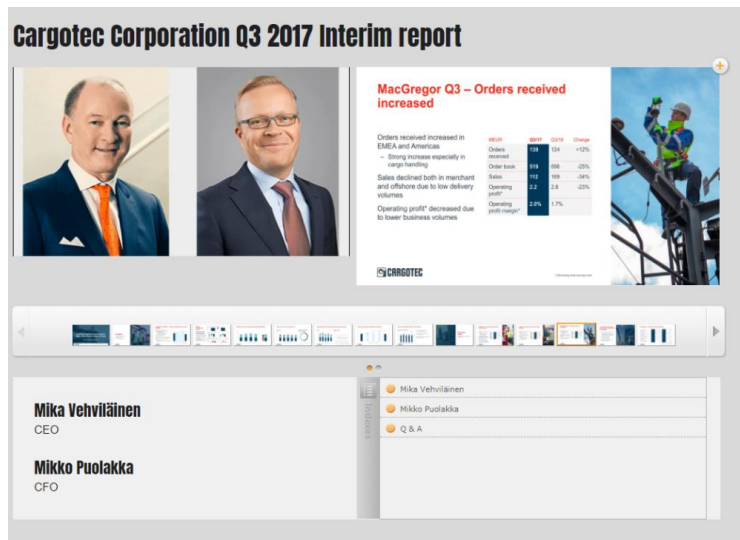 Cargotec Corporation Q3 2017 Interim report
MacGregor Q3 – Orders received
increased
Orders received increased in
EMEA and Americas
– Strong increase especially in
cargo handling
Sales declined both in merchant
and offshore due to low delivery
volumes
Operating profit* decreased due
to lower business volumes
MEUR Q3/17 Q3/16 Change
Orders
received 139 124 +12%
Order book 519 -25%
Sales 112 169 -34%
Operating
profit* 2.2 2.8 -23%
Operating
profit margin* 2.0% 1.7%
CARGOTEC
Mika Vehviläinen
CEO
Mikko Puolakka
CFO
Indexes
Mika Vehviläinen
Mikko Puolakka
Q & A